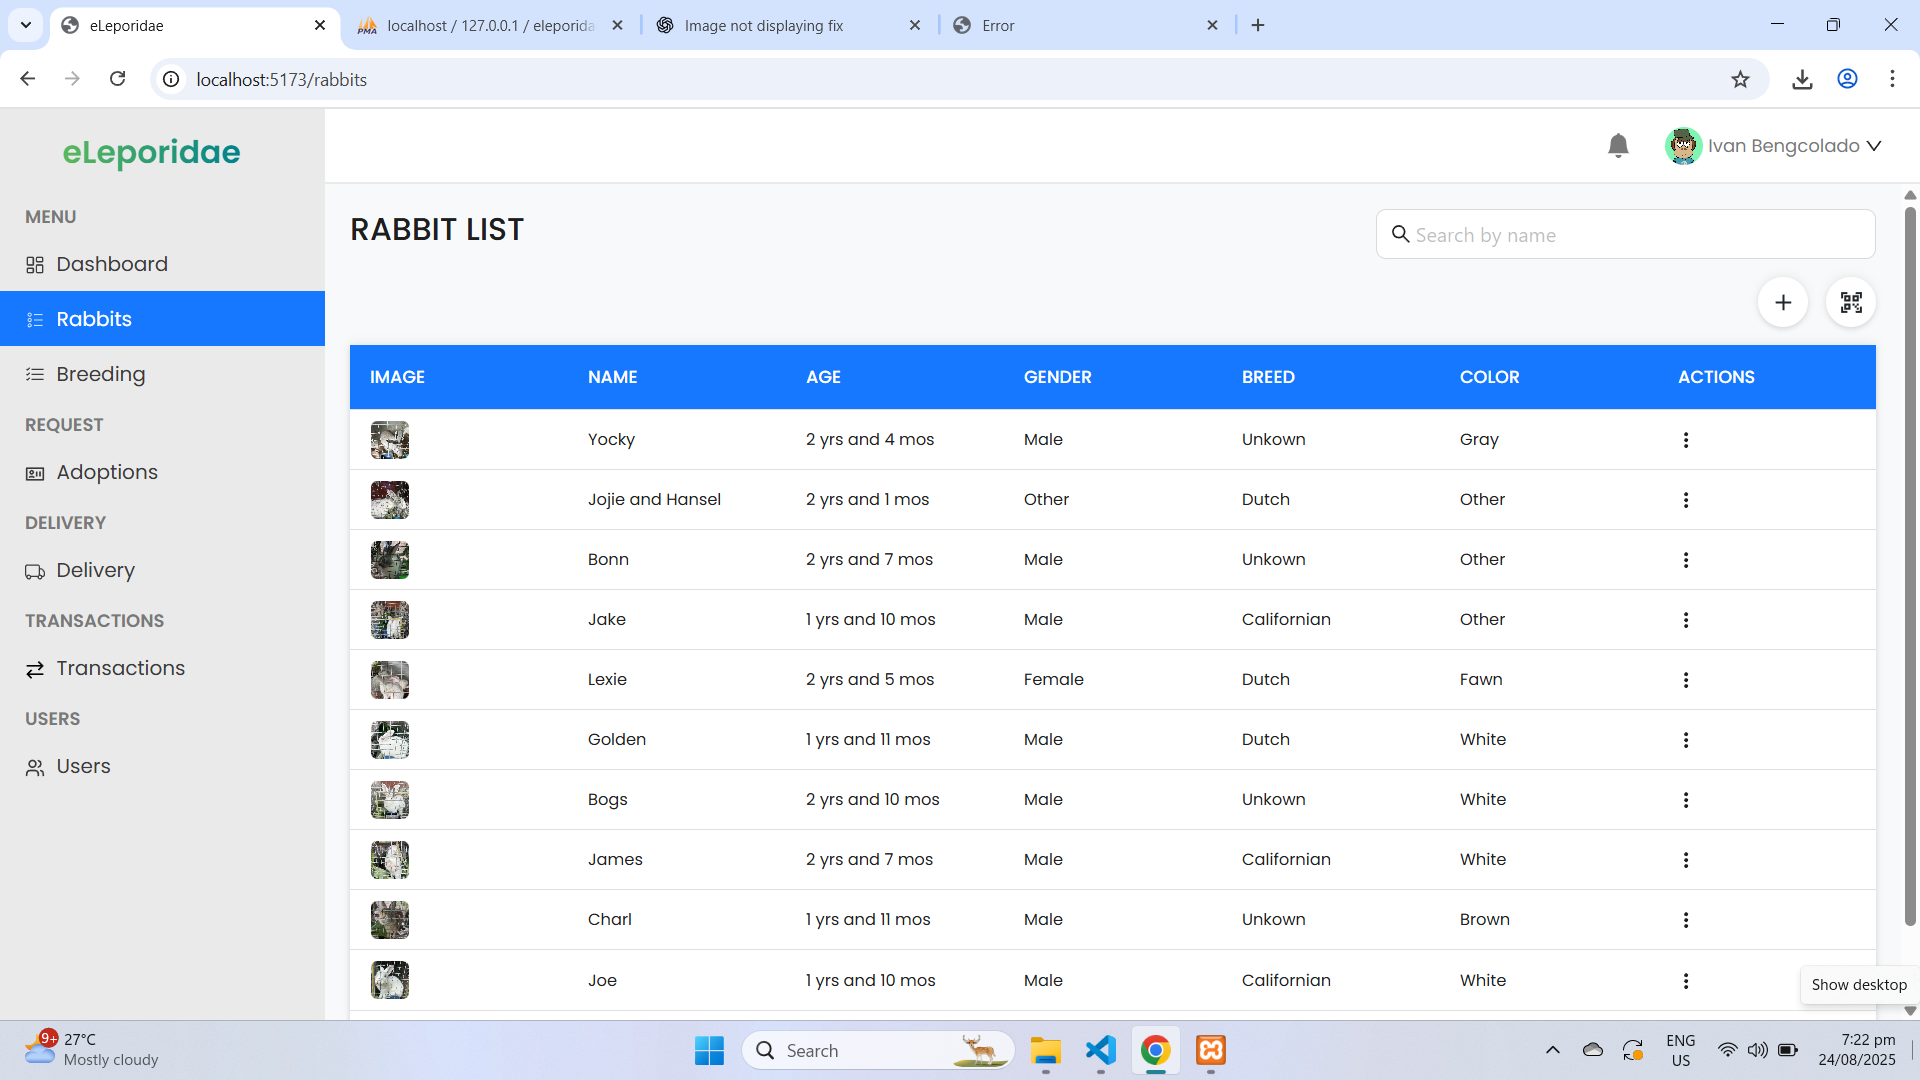 eLeporidae
localhost / 127.0.0.1 / eleporida
Image not displaying fix
Error
localhost:5173/rabbits
eLeporidae
Ivan Bengcolado
MENU
Dashboard
Rabbits
Breeding
REQUEST
Adoptions
DELIVERY
Delivery
TRANSACTIONS
Transactions
USERS
Users
RABBIT LIST
Search by name
IMAGE NAME AGE GENDER BREED COLOR ACTIONS
Yocky 2 yrs and 4 mos Male Unkown Gray
Jojie and Hansel 2 yrs and 1 mos Other Dutch Other
Bonn 2 yrs and 7 mos Male Unkown Other
Jake 1 yrs and 10 mos Male Californian Other
Lexie 2 yrs and 5 mos Female Dutch Fawn
Golden 1 yrs and 11 mos Male Dutch White
Bogs 2 yrs and 10 mos Male Unkown White
James 2 yrs and 7 mos Male Californian White
Charl 1 yrs and 11 mos Male Unkown Brown
Joe 1 yrs and 10 mos Male Californian White
Show desktop
9+
27°C
Mostly cloudy
Search
ENG
US
7:22 pm
24/08/2025